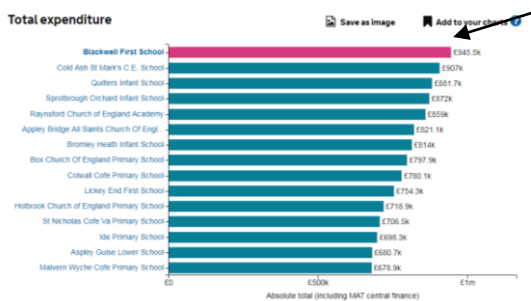 Total expenditure
Save as image
Add to your charts
Blackwell First School £945.5k
Cold Ash St Mark's C.E. School £907k
Quilters Infant School £881.7k
Sprotbrough Orchard Infant School £872k
Raynsford Church of England Academy £859k
Appley Bridge All Saints Church Of Engl... £821.1k
Bromley Heath Infant School £814k
Box Church Of England Primary School £797.9k
Colwall Cofe Primary School £780.1k
Lickey End First School £754.3k
Holbrook Church of England Primary School £718.9k
St Nicholas Cofe Va Primary School £706.5k
Ide Primary School £698.3k
Aspley Guise Lower School £680.7k
Malvern Wyche Cofe Primary School £678.9k
£0 £500k £1m
Absolute total (including MAT central finance)